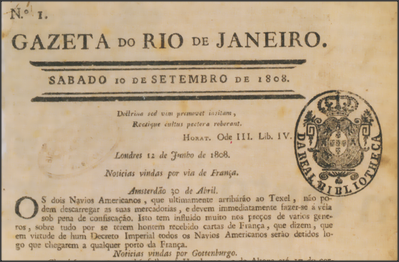 N.º 1.
GAZETA DO RIO DE JANEIRO.
SABADO 10 DE SETEMBRO DE 1808.
Doctrina sed vim promovet insitam,
Rectique cultus pectora roborant.
HORAT. Ode III. Lib. IV.
Londres 12 de Junho de 1808.
Noticias vindas por via de França.
Amsterdão 30 de Abril.
OS dois Navios Americanos, que ultimamente arribárão ao Texel, não po-
dem descarregar as suas mercadorias, e devem immediatamente fazer-se á véla
sob pena de confiscação. Isto tem influido muito nos preços de varios gene-
ros, sobre tudo por se terem hontem recebido cartas de França, que dizem, que
em virtude de hum Decreto Imperial todos os Navios Americanos serão detidos logo
que chegarem a qualquer porto da França.
Noticias vindas por Gottenburgo.
DA REAL BIBLIOTHECA